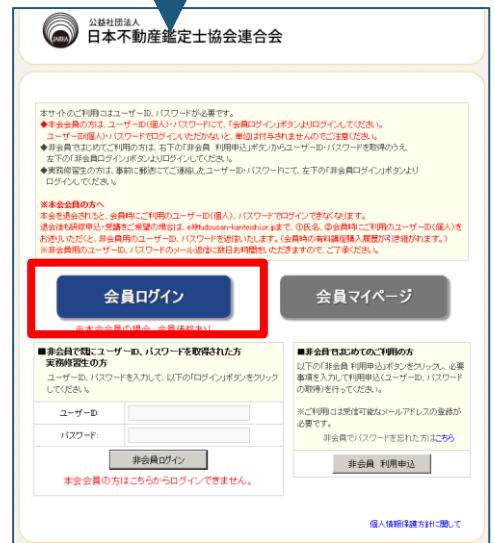 公益社団法人
日本不動産鑑定士協会連合会
本サイトのご利用にはユーザーID、パスワードが必要です。
◆本会会員の方は、ユーザーID(個人)・パスワードにて、「会員ログイン」ボタンよりログインしてください。
ユーザーID(個人)・パスワードでログインいただかないと、単位は付与されませんのでご注意ください。
◆非会員ではじめてご利用の方は、右下の「非会員 利用申込」ボタンからユーザーID・パスワードを取得のうえ、
左下の「非会員ログイン」ボタンよりログインしてください。
◆実務修習生の方は、事前に郵送にてご連絡したユーザーID・パスワードにて、左下の「非会員ログイン」ボタンより
ログインしてください。
※本会会員の方へ
本会を退会されると、会員時にご利用のユーザーID(個人)、パスワードでログインできなくなります。
退会後も研修申込・受講をご希望の場合は、
まで、①氏名、②会員時にご利用のユーザーID(個人)を
お送りいただくと、非会員用のユーザーID、パスワードを返信いたします。(会員時の有料講座購入履歴が引き継がれます。)
※非会員用のユーザーID、パスワードのメール返信に数日お時間をいただきますので、ご了承ください。
会員ログイン
会員マイページ
※本会会員の場合、会員価格あり
■非会員で既にユーザーID、パスワードを取得された方
実務修習生の方
ユーザーID、パスワードを入力して、以下の「ログイン」ボタンをクリック
してください。
ユーザーID:
パスワード:
非会員ログイン
本会会員の方はこちらからログインできません。
■非会員ではじめてのご利用の方
以下の「非会員 利用申込」ボタンをクリックし、必要
事項を入力して利用申込(ユーザーID、パスワード
の取得)を行ってください。
※ご利用には受信可能なメールアドレスの登録が
必要です。
非会員でパスワードを忘れた方はこちら
非会員 利用申込
個人情報保護方針に関して